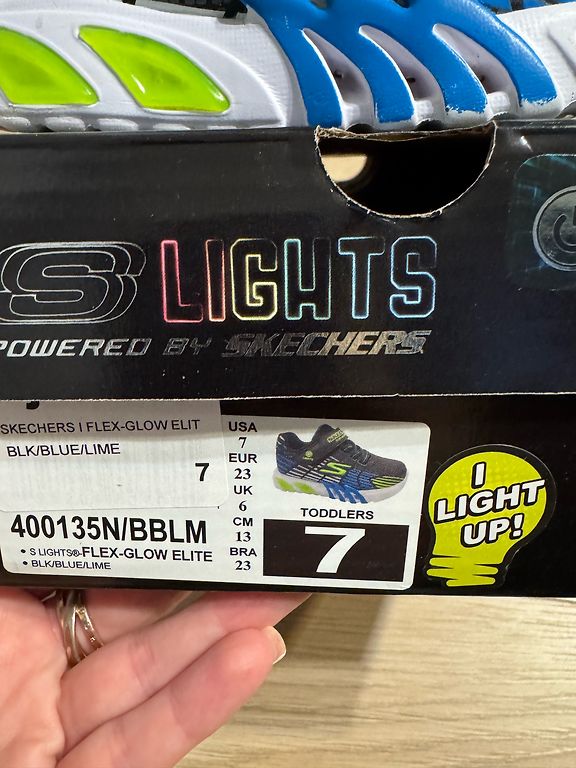 S LIGHTS
POWERED BY SKECHERS
SKECHERS I FLEX-GLOW ELIT
BLK/BLUE/LIME
7
400135N/BBLM
• S LIGHTS®-FLEX-GLOW ELITE
• BLK/BLUE/LIME
USA
7
EUR
23
UK
6
CM
13
BRA
23
TODDLERS
7
I
LIGHT
UP!